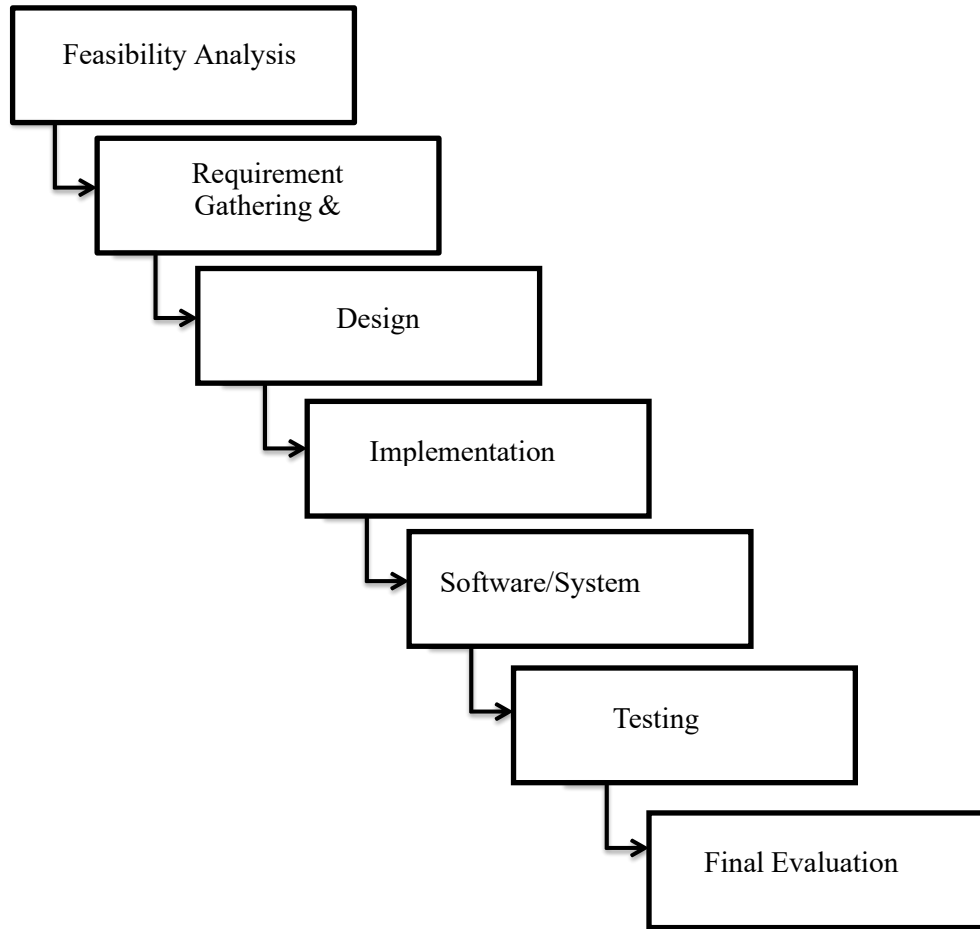 Feasibility Analysis
Requirement
Gathering &
Design
Implementation
Software/System
Testing
Final Evaluation